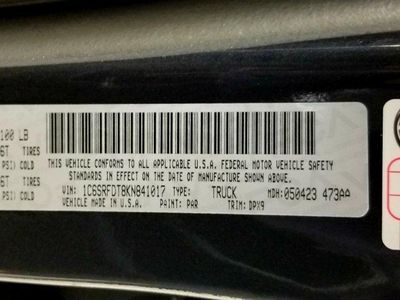 100 LB
6T TIRES
PSI) COLD
6T TIRES
PSI) COLD
THIS VEHICLE CONFORMS TO ALL APPLICABLE U.S.A. FEDERAL MOTOR VEHICLE SAFETY
STANDARDS IN EFFECT ON THE DATE OF MANUFACTURE SHOWN ABOVE.
VIN: 1C6SRFDT8KN841017 TYPE: TRUCK MDH: 050423 473AA
VEHICLE MADE IN U.S.A. PAINT: PAR TRIM: DPX9